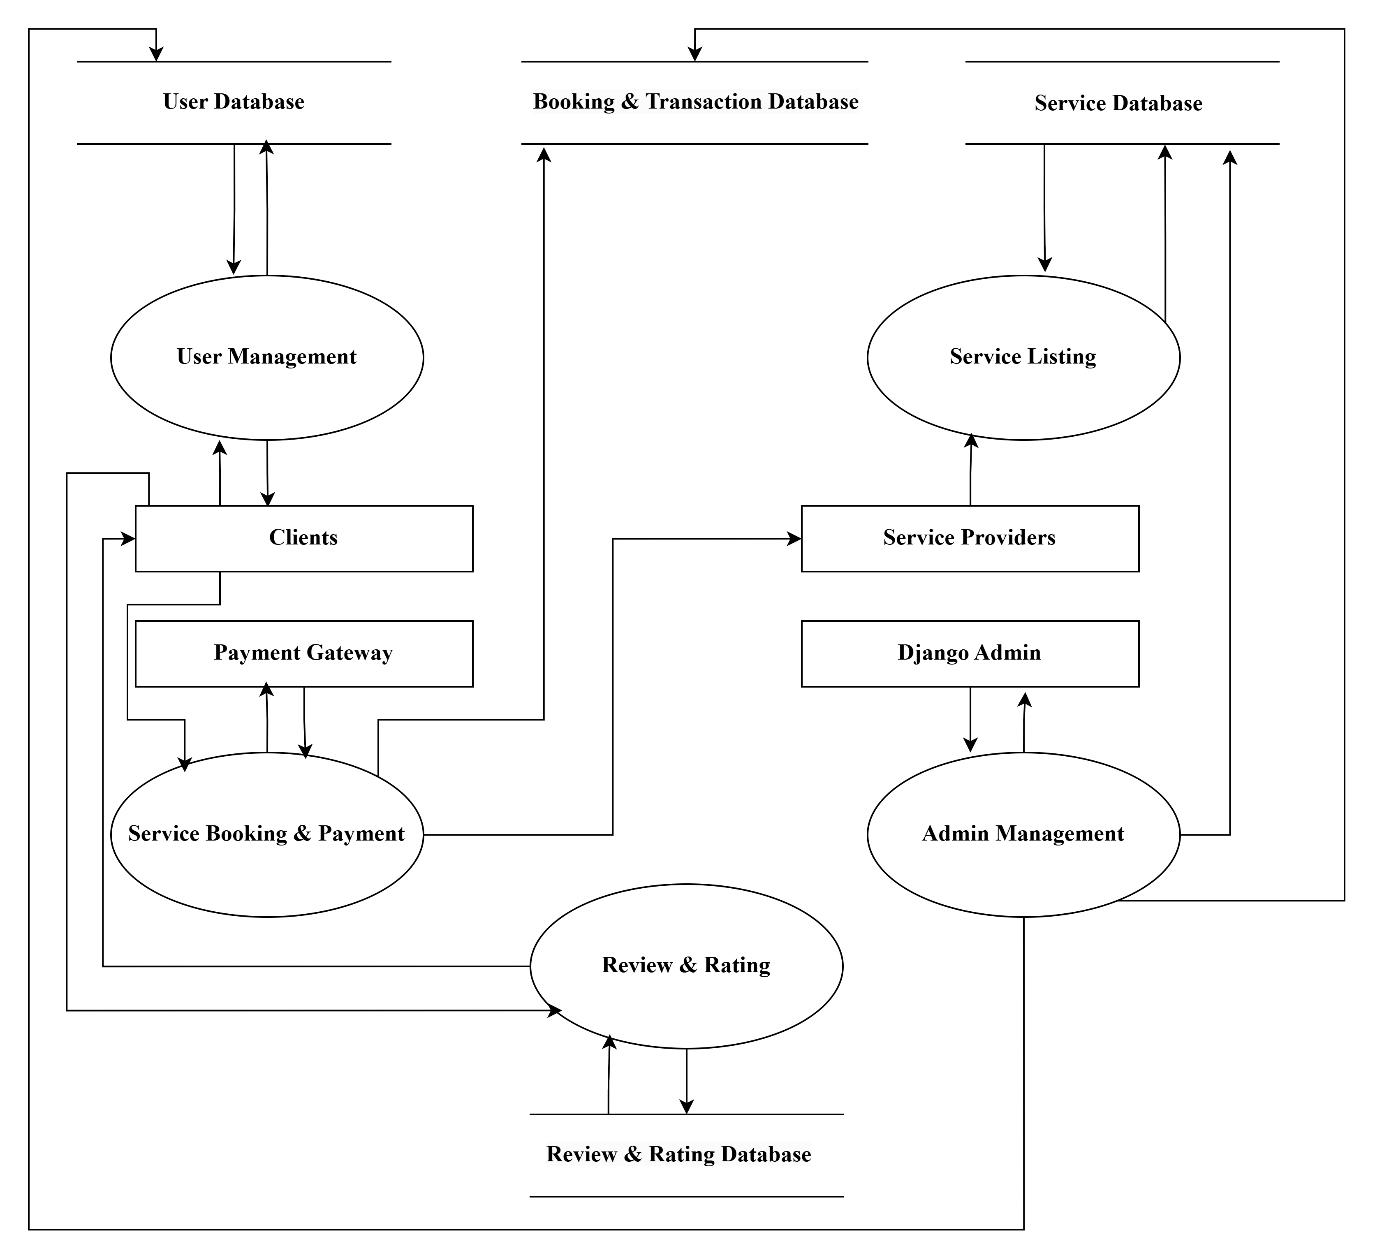 User Database
Booking & Transaction Database
Service Database
User Management
Service Listing
Clients
Service Providers
Payment Gateway
Django Admin
Service Booking & Payment
Admin Management
Review & Rating
Review & Rating Database